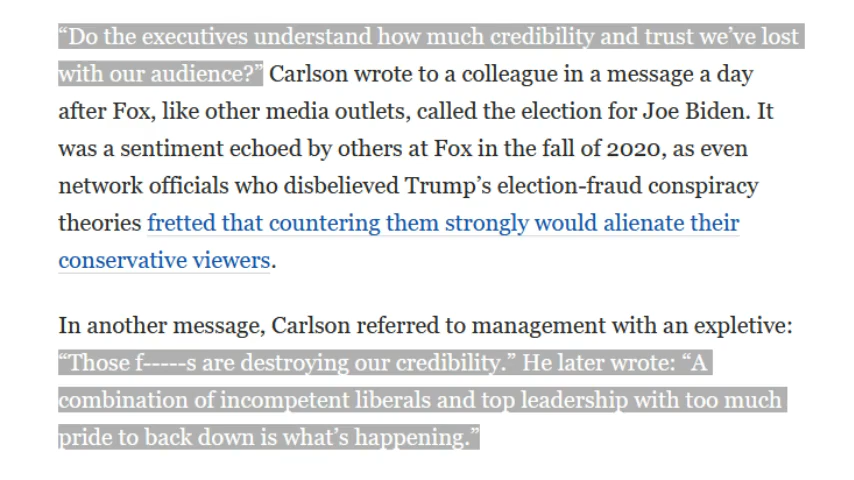 “Do the executives understand how much credibility and trust we’ve lost
with our audience?” Carlson wrote to a colleague in a message a day
after Fox, like other media outlets, called the election for Joe Biden. It
was a sentiment echoed by others at Fox in the fall of 2020, as even
network officials who disbelieved Trump’s election-fraud conspiracy
theories fretted that countering them strongly would alienate their
conservative viewers.
In another message, Carlson referred to management with an expletive:
“Those f-----s are destroying our credibility.” He later wrote: “A
combination of incompetent liberals and top leadership with too much
pride to back down is what’s happening.”